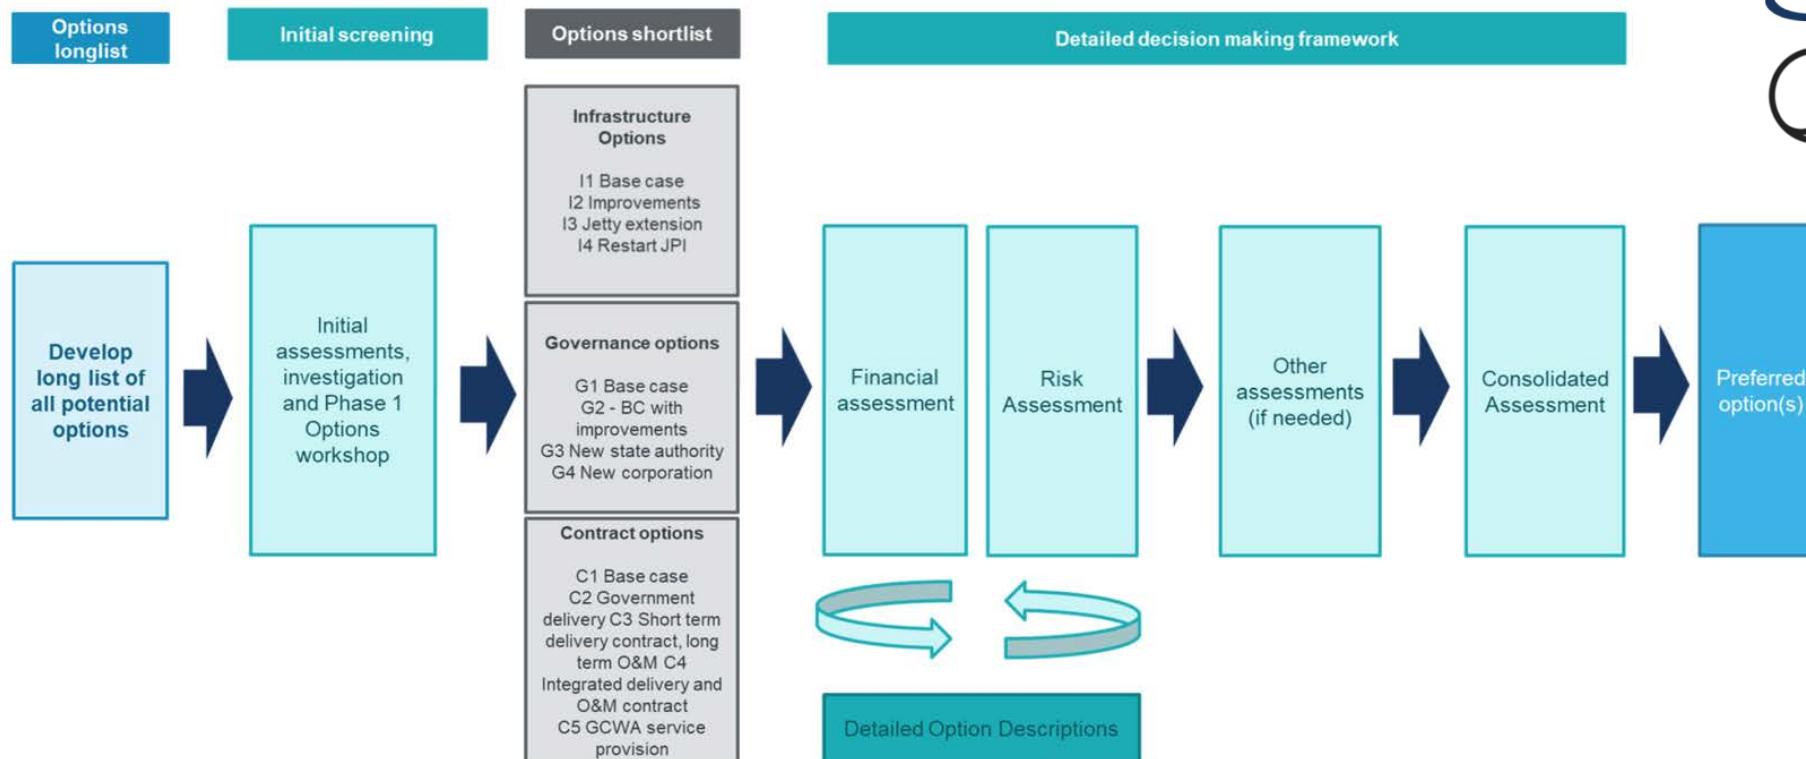 Options
longlist
Initial screening
Options shortlist
Detailed decision making framework
Develop
long list of
all potential
options
Initial
assessments,
investigation
and Phase 1
Options
workshop
Infrastructure
Options
I1 Base case
I2 Improvements
I3 Jetty extension
I4 Restart JPI
Governance options
G1 Base case
G2 - BC with
improvements
G3 New state authority
G4 New corporation
Contract options
C1 Base case
C2 Government
delivery C3 Short term
delivery contract, long
term O&M C4
Integrated delivery and
O&M contract
C5 GCWA service
provision
Financial
assessment
Risk
Assessment
Other
assessments
(if needed)
Consolidated
Assessment
Preferred
option(s)
Detailed Option Descriptions